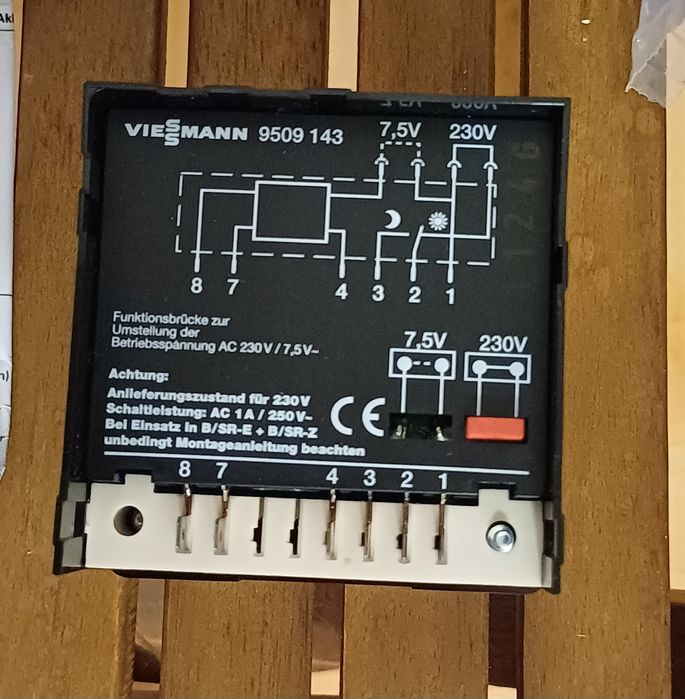 VIESSMANN 9509 143 7,5V 230V
8 7 4 3 2 1
Funktionsbrücke zur
Umstellung der
Betriebsspannung AC 230V / 7,5V~
7,5V 230V
Achtung:
Anlieferungszustand für 230V
Schaltleistung: AC 1A / 250V~
Bei Einsatz in B/SR-E + B/SR-Z
unbedingt Montageanleitung beachten
CE
8 7 4 3 2 1